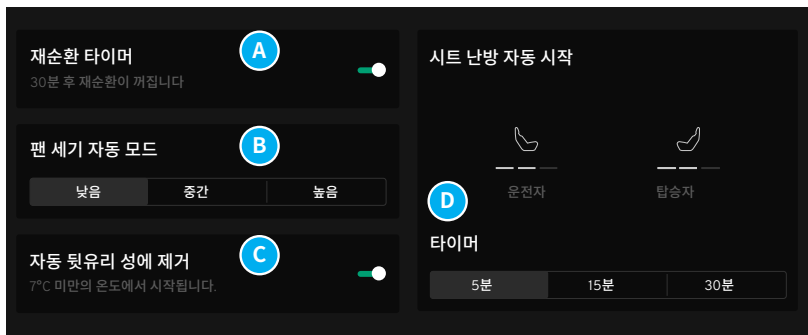 재순환 타이머
A
30분 후 재순환이 꺼집니다
팬 세기 자동 모드
B
낮음 중간 높음
자동 뒷유리 성에 제거
C
7°C 미만의 온도에서 시작됩니다.
시트 난방 자동 시작
운전자 탑승자
D
타이머
5분 15분 30분